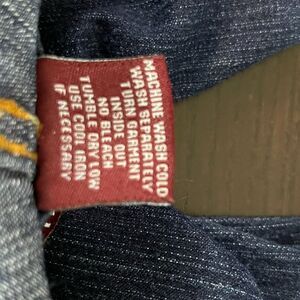 MACHINE WASH COLD
WASH SEPARATELY
TURN GARMENT
INSIDE OUT
NO BLEACH
TUMBLE DRY LOW
USE COOL IRON
IF NECESSARY